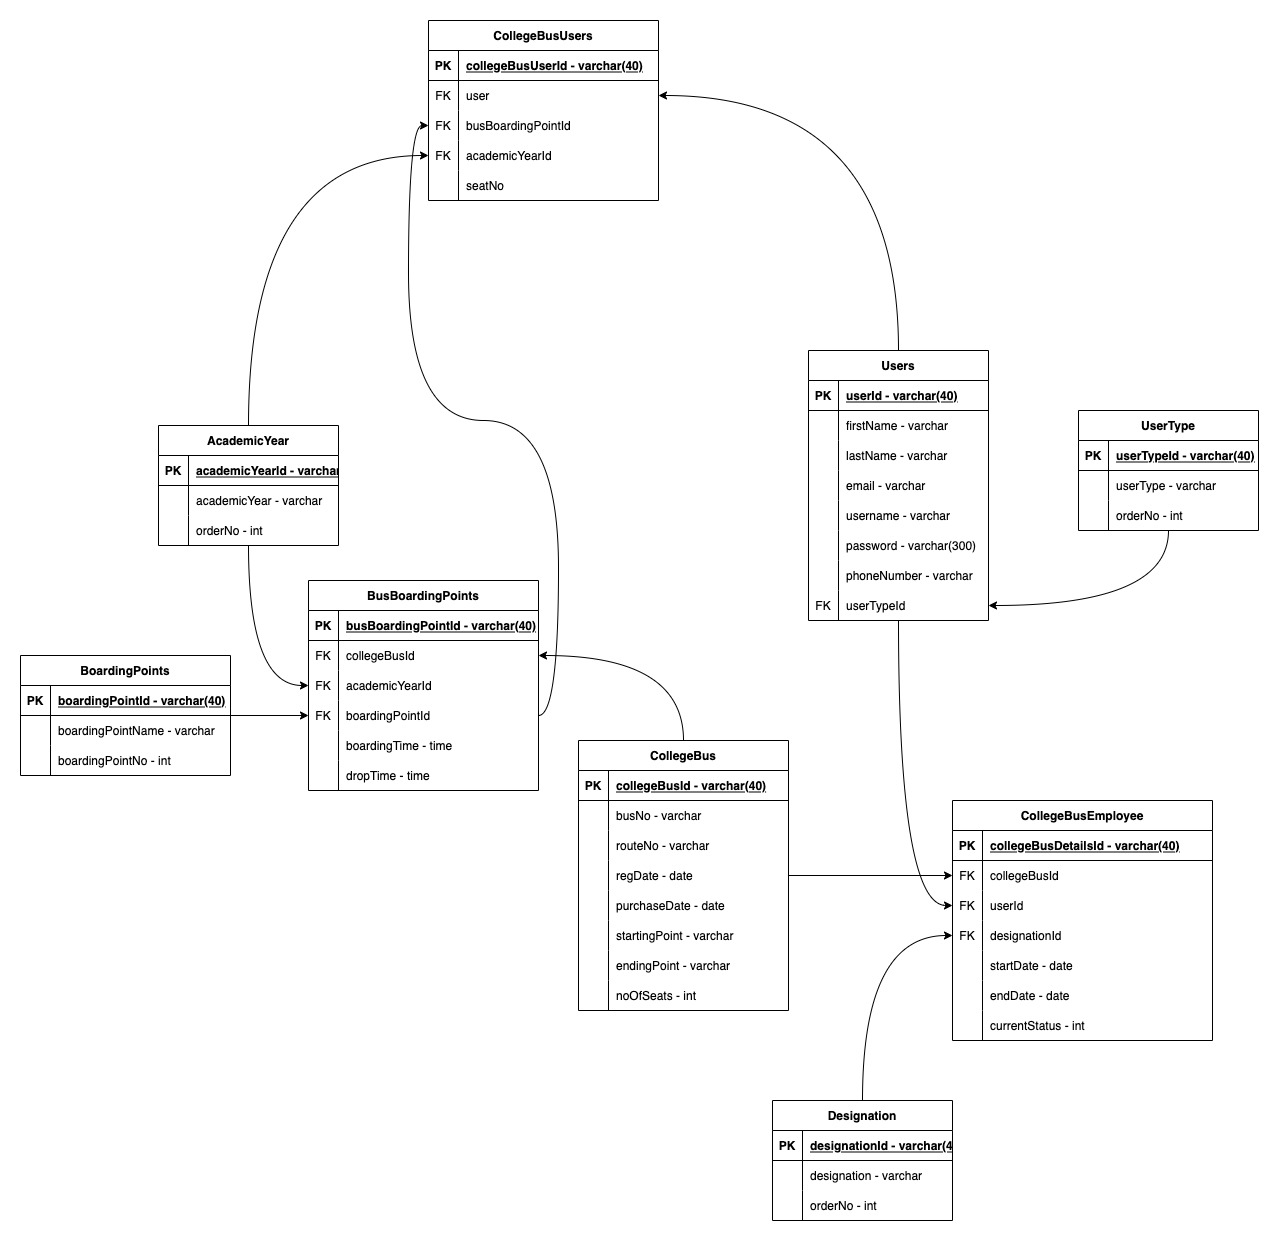 CollegeBusUsers
PK collegeBusUserId - varchar(40)
FK user
FK busBoardingPointId
FK academicYearId
seatNo
Users
PK userId - varchar(40)
firstName - varchar
lastName - varchar
email - varchar
username - varchar
password - varchar(300)
phoneNumber - varchar
FK userTypeId
UserType
PK userTypeId - varchar(40)
userType - varchar
orderNo - int
AcademicYear
PK academicYearId - varchar
academicYear - varchar
orderNo - int
BusBoardingPoints
PK busBoardingPointId - varchar(40)
FK collegeBusId
FK academicYearId
FK boardingPointId
boardingTime - time
dropTime - time
BoardingPoints
PK boardingPointId - varchar(40)
boardingPointName - varchar
boardingPointNo - int
CollegeBus
PK collegeBusId - varchar(40)
busNo - varchar
routeNo - varchar
regDate - date
purchaseDate - date
startingPoint - varchar
endingPoint - varchar
noOfSeats - int
CollegeBusEmployee
PK collegeBusDetailsId - varchar(40)
FK collegeBusId
FK userId
FK designationId
startDate - date
endDate - date
currentStatus - int
Designation
PK designationId - varchar(4
designation - varchar
orderNo - int